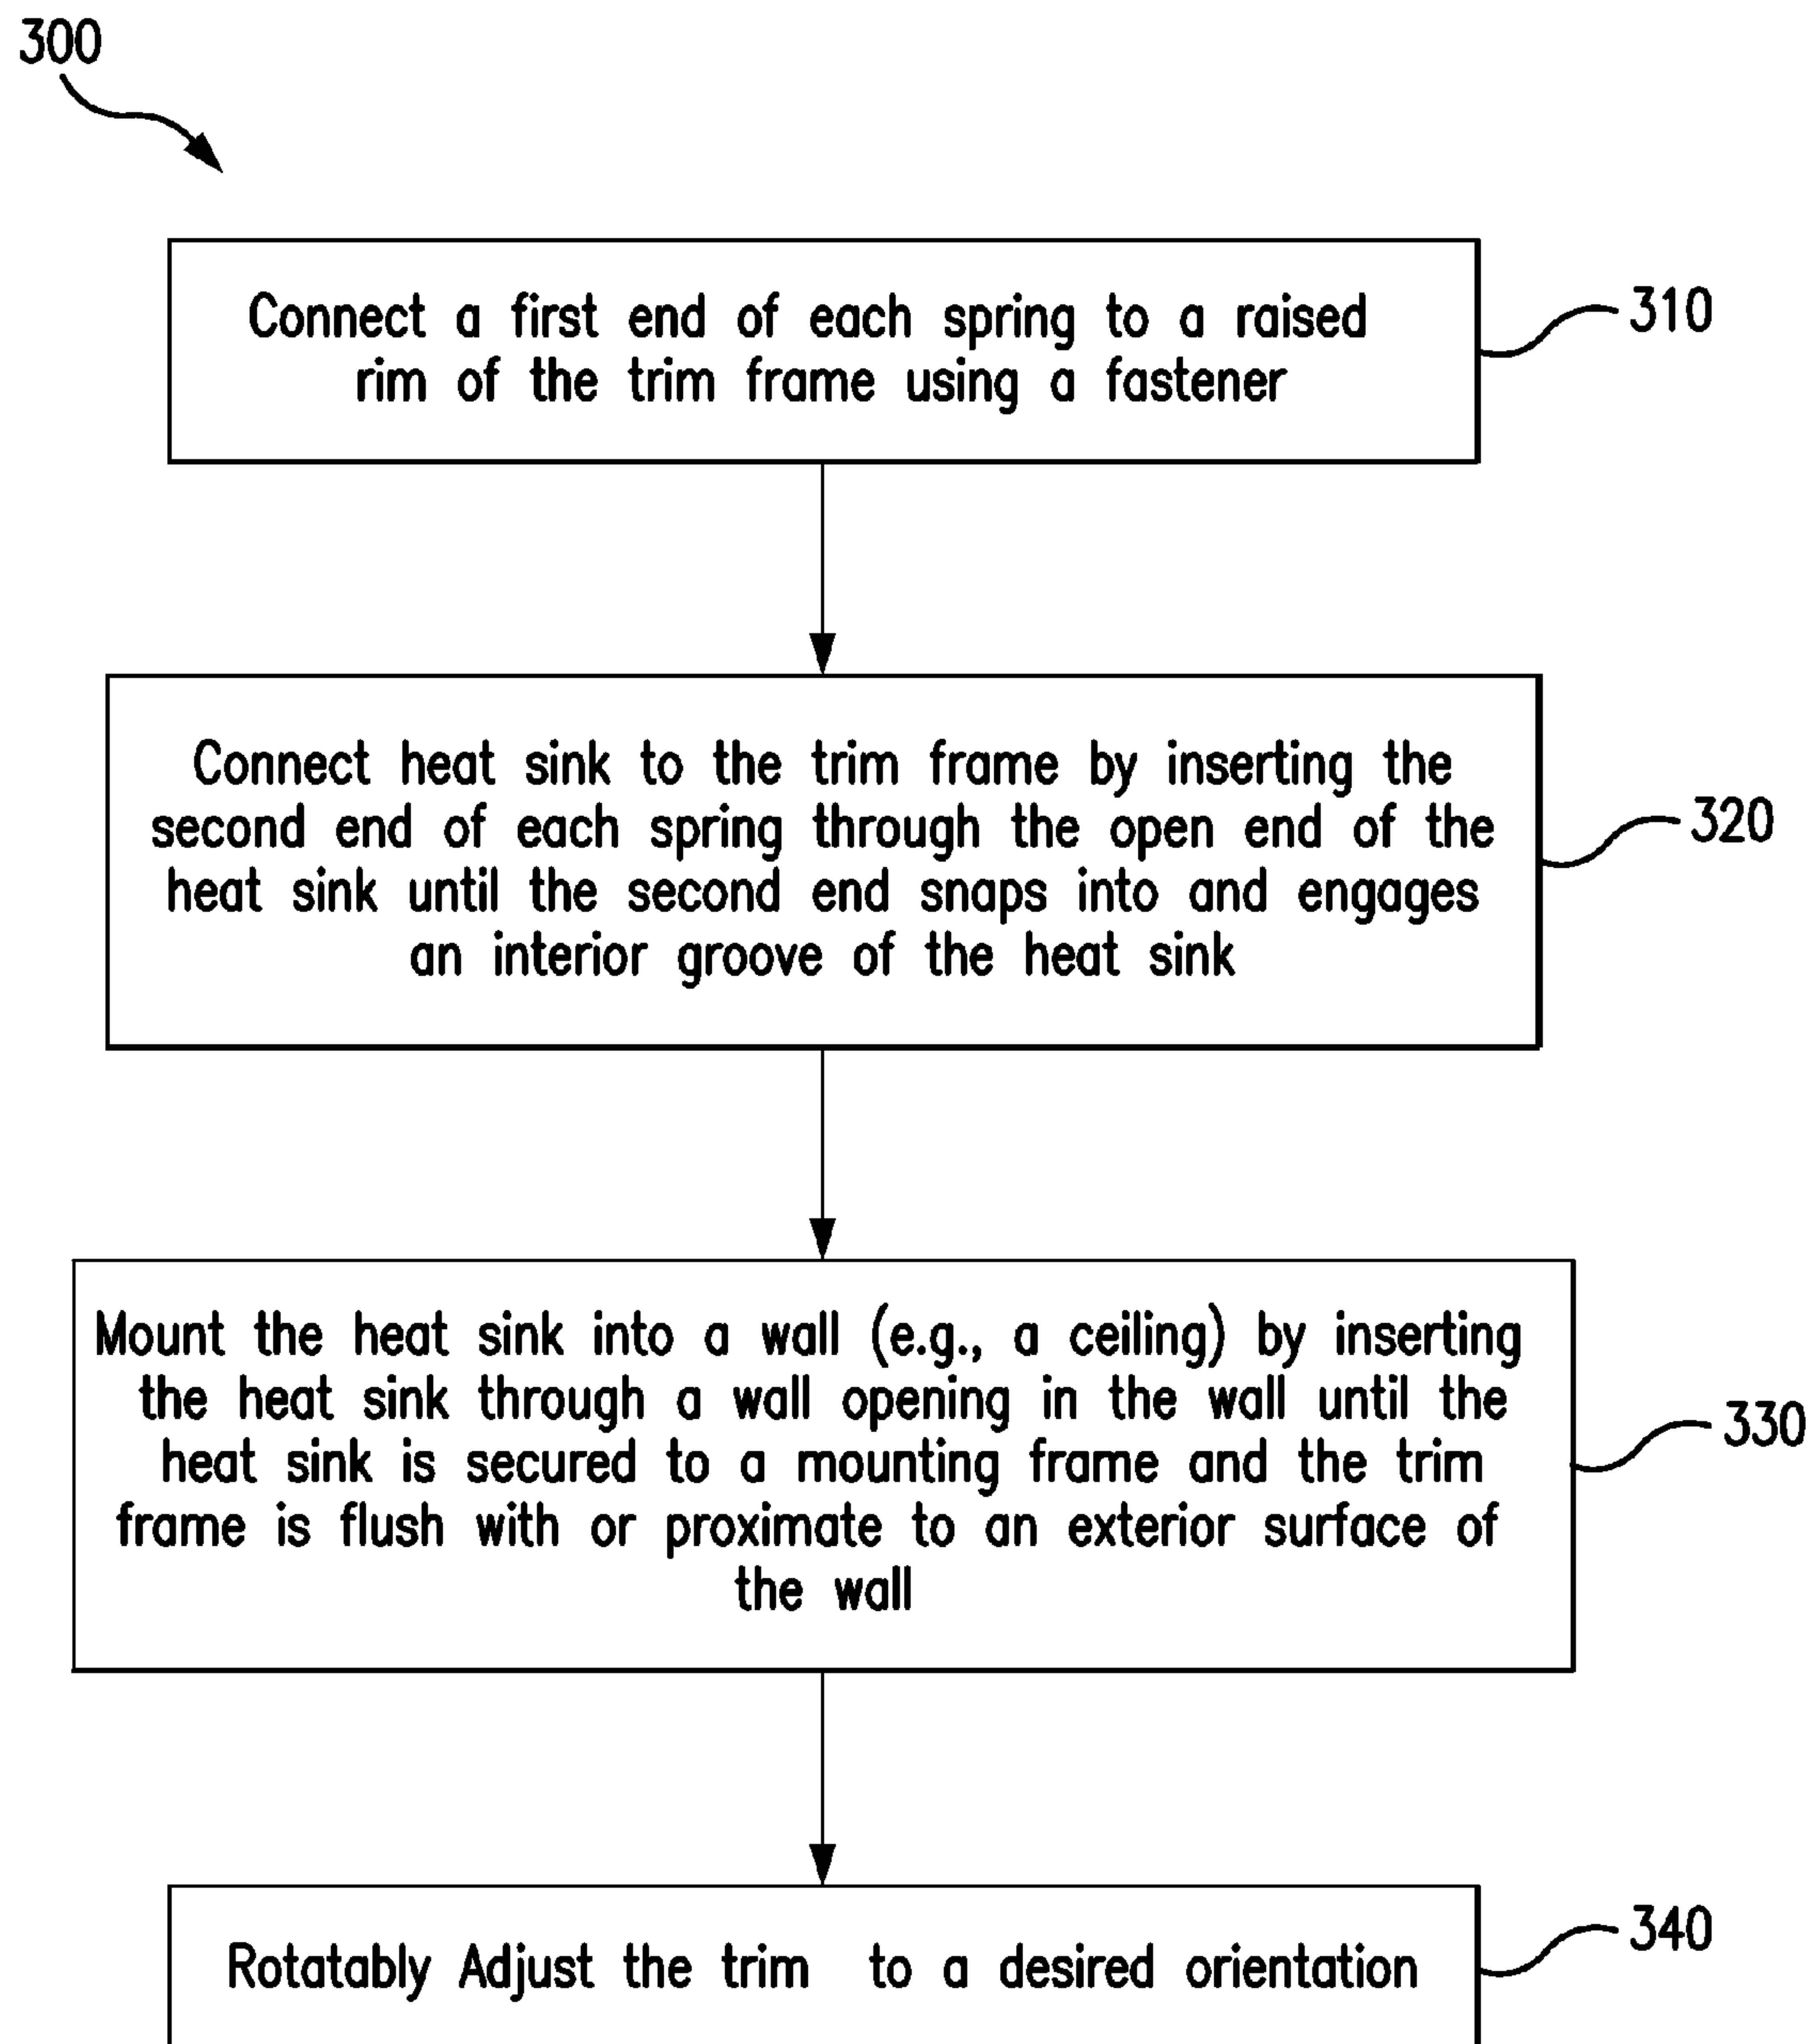 300
Connect a first end of each spring to a raised
rim of the trim frame using a fastener
310
Connect heat sink to the trim frame by inserting the
second end of each spring through the open end of the
heat sink until the second end snaps into and engages
an interior groove of the heat sink
320
Mount the heat sink into a wall (e.g., a ceiling) by inserting
the heat sink through a wall opening in the wall until the
heat sink is secured to a mounting frame and the trim
frame is flush with or proximate to an exterior surface of
the wall
330
Rotatably Adjust the trim to a desired orientation
340